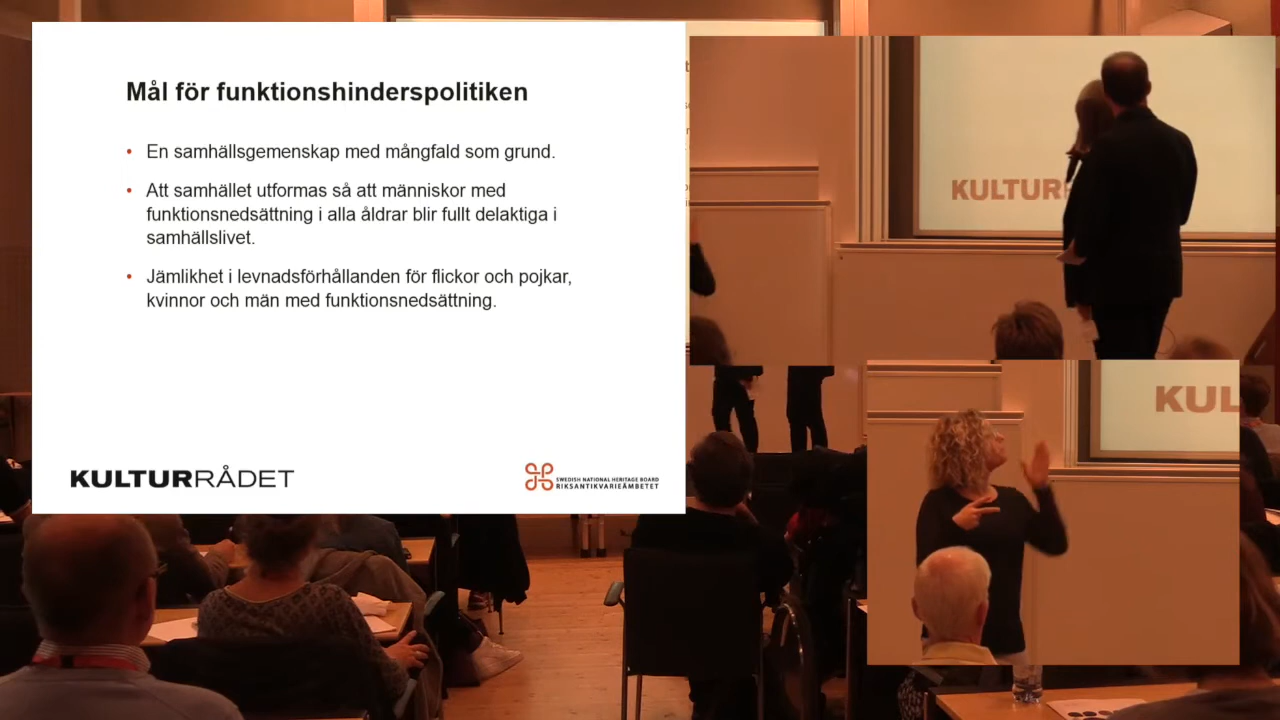 Mål för funktionshinderspolitiken
• En samhällsgemenskap med mångfald som grund.
• Att samhället utformas så att människor med
funktionsnedsättning i alla åldrar blir fullt delaktiga i
samhällslivet.
• Jämlikhet i levnadsförhållanden för flickor och pojkar,
kvinnor och män med funktionsnedsättning.
KULTURRÅDET
SWEDISH NATIONAL HERITAGE BOARD
RIKSANTIKVARIEÄMBETET
KULTUR
KUL